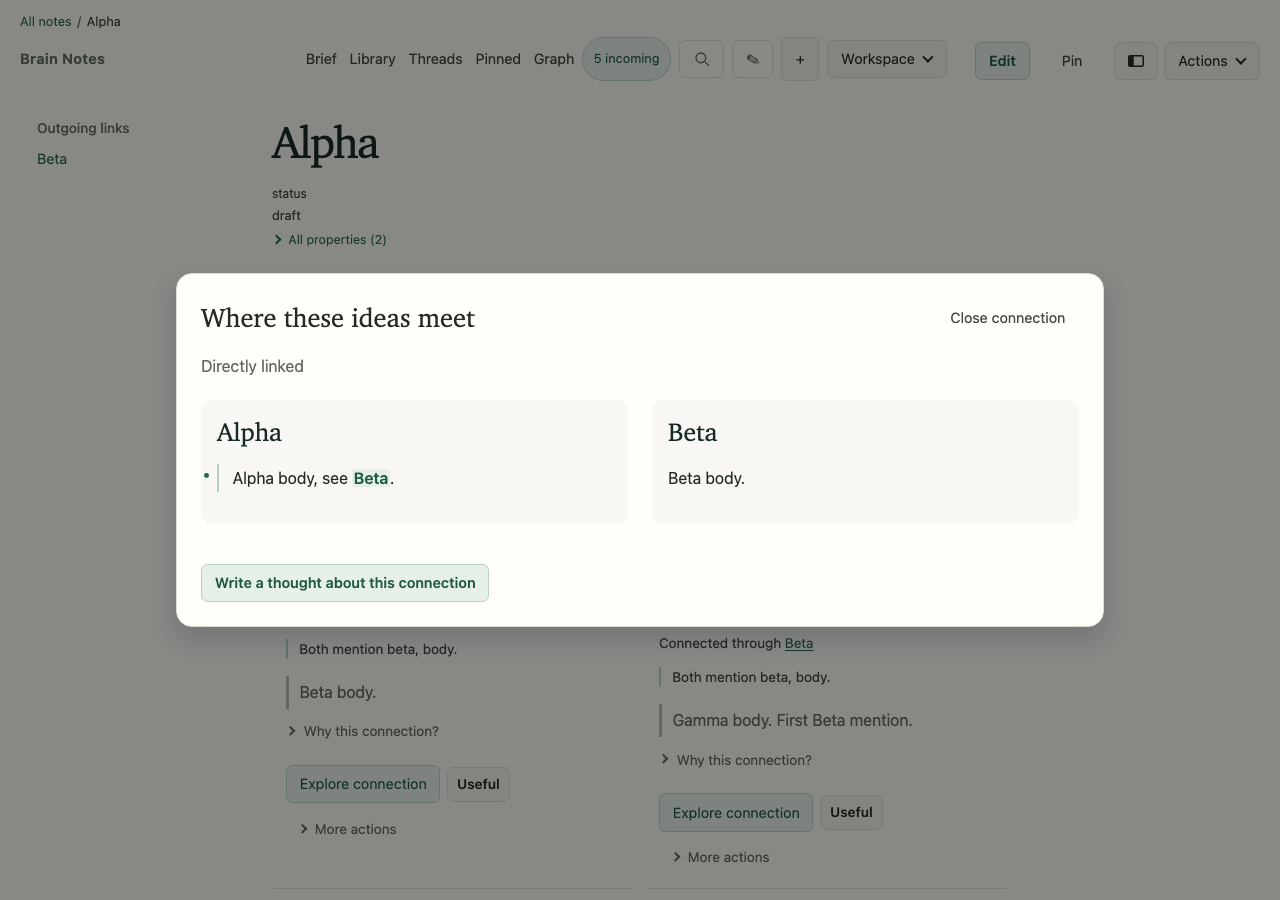 All notes / Alpha
Brain Notes
Brief Library Threads Pinned Graph 5 incoming + Workspace Edit Pin Actions
Outgoing links
Beta
Alpha
status
draft
All properties (2)
Where these ideas meet
Close connection
Directly linked
Alpha
Alpha body, see Beta.
Beta
Beta body.
Write a thought about this connection
Both mention beta, body.
Beta body.
Why this connection?
Explore connection Useful
More actions
Connected through Beta
Both mention beta, body.
Gamma body. First Beta mention.
Why this connection?
Explore connection Useful
More actions